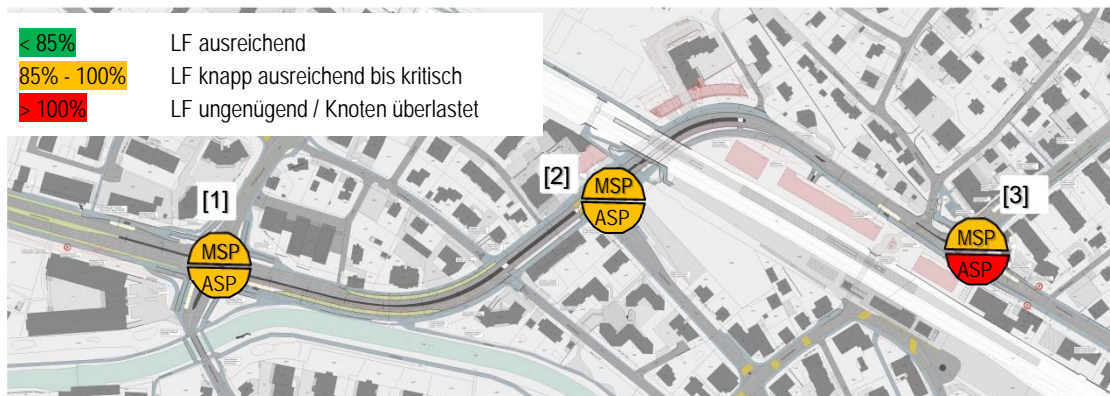 < 85% LF ausreichend
85% - 100% LF knapp ausreichend bis kritisch
> 100% LF ungenügend / Knoten überlastet
[1]
MSP
ASP
[2]
MSP
ASP
[3]
MSP
ASP